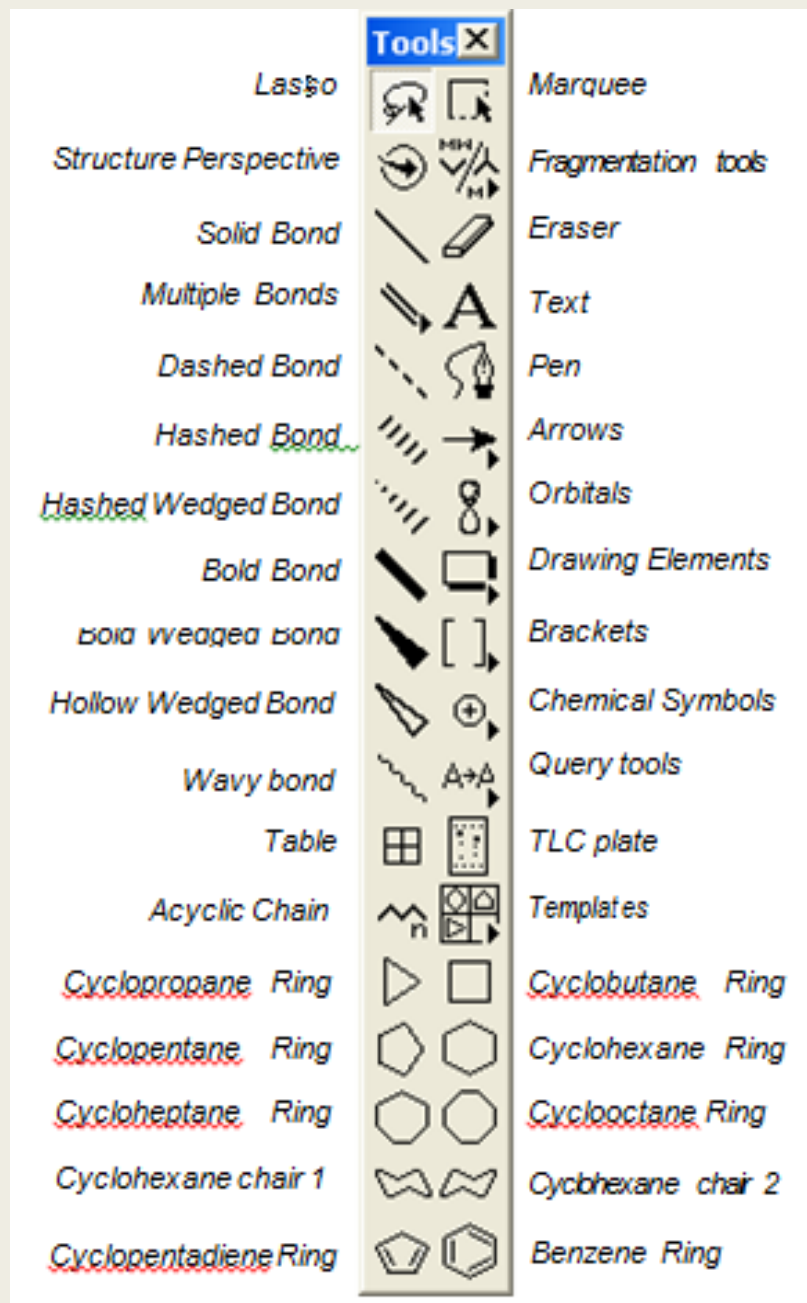 Tools
Lasso Marquee
Structure Perspective Fragmentation tools
Solid Bond Eraser
Multiple Bonds Text
Dashed Bond Pen
Hashed Bond Arrows
Hashed Wedged Bond Orbitals
Bold Bond Drawing Elements
Bold Wedged Bond Brackets
Hollow Wedged Bond Chemical Symbols
Wavy bond Query tools
Table TLC plate
Acyclic Chain Templates
Cyclopropane Ring Cyclobutane Ring
Cyclopentane Ring Cyclohexane Ring
Cycloheptane Ring Cyclooctane Ring
Cyclohexane chair 1 Cyclohexane chair 2
Cyclopentadiene Ring Benzene Ring